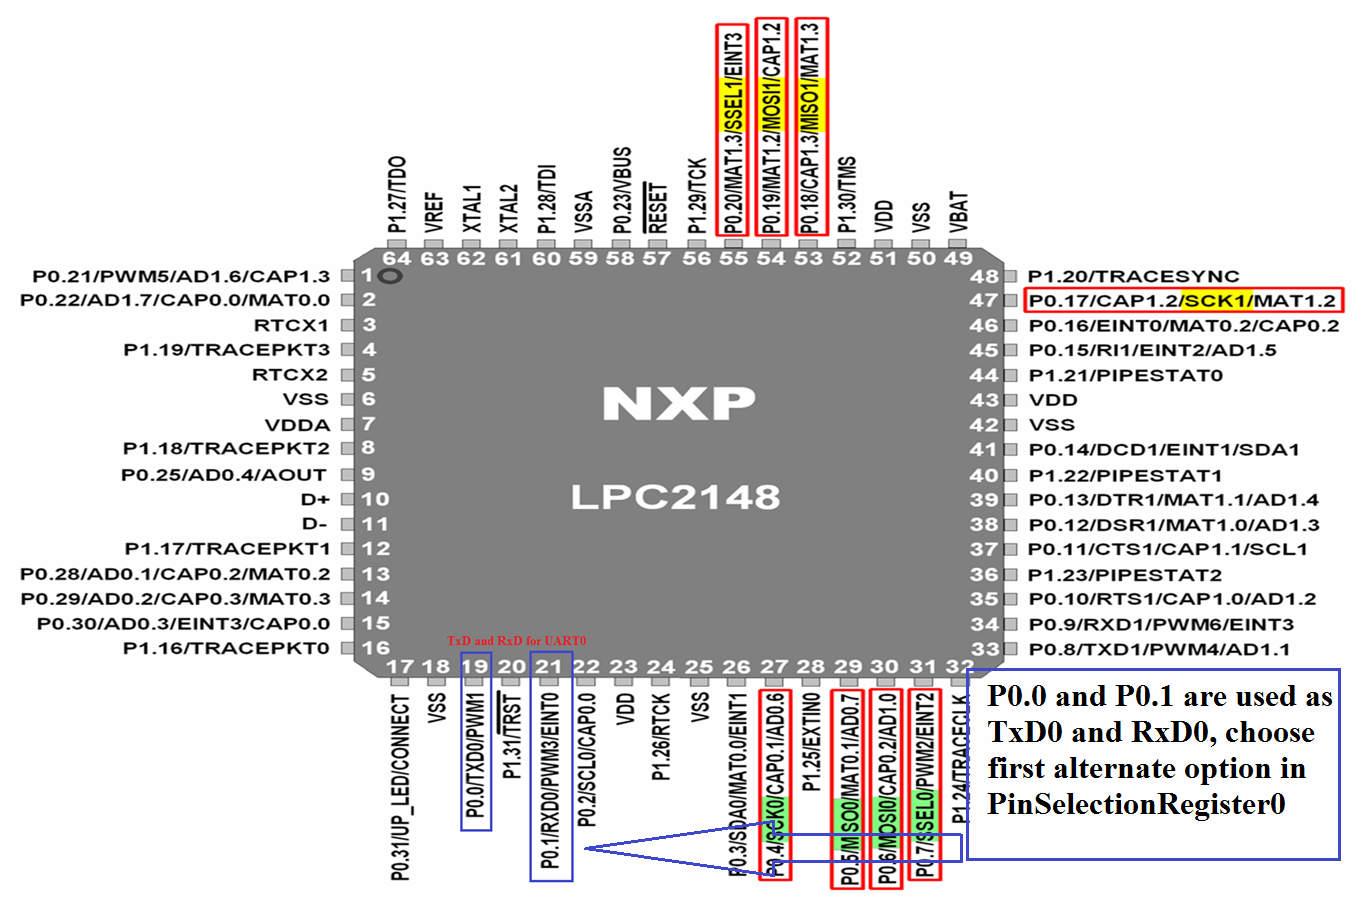 P0.20/MAT1.3/SSEL1/EINT3
P0.19/MAT1.2/MOSI1/CAP1.2
P0.18/CAP1.3/MISO1/MAT1.3
P1.27/TDO
VREF
XTAL1
XTAL2
P1.28/TDI
VSSA
P0.23/VBUS
RESET
P1.29/TCK
P1.30/TMS
VDD
VSS
VBAT
64 63 62 61 60 59 58 57 56 55 54 53 52 51 50 49
P0.21/PWM5/AD1.6/CAP1.3 1
P0.22/AD1.7/CAP0.0/MAT0.0 2
RTCX1 3
P1.19/TRACEPKT3 4
RTCX2 5
VSS 6
VDDA 7
P1.18/TRACEPKT2 8
P0.25/AD0.4/AOUT 9
D+ 10
D- 11
P1.17/TRACEPKT1 12
P0.28/AD0.1/CAP0.2/MAT0.2 13
P0.29/AD0.2/CAP0.3/MAT0.3 14
P0.30/AD0.3/EINT3/CAP0.0 15
P1.16/TRACEPKT0 16
NXP
LPC2148
48 P1.20/TRACESYNC
47 P0.17/CAP1.2/SCK1/MAT1.2
46 P0.16/EINT0/MAT0.2/CAP0.2
45 P0.15/RI1/EINT2/AD1.5
44 P1.21/PIPESTAT0
43 VDD
42 VSS
41 P0.14/DCD1/EINT1/SDA1
40 P1.22/PIPESTAT1
39 P0.13/DTR1/MAT1.1/AD1.4
38 P0.12/DSR1/MAT1.0/AD1.3
37 P0.11/CTS1/CAP1.1/SCL1
36 P1.23/PIPESTAT2
35 P0.10/RTS1/CAP1.0/AD1.2
34 P0.9/RXD1/PWM6/EINT3
33 P0.8/TXD1/PWM4/AD1.1
TxD and RxD for UART0
17 18 19 20 21 22 23 24 25 26 27 28 29 30 31 32
P0.31/UP_LED/CONNECT
VSS
P0.0/TXD0/PWM1
P1.31/TRST
P0.1/RXD0/PWM3/EINT0
P0.2/SCL0/CAP0.0
VDD
P1.26/RTCK
VSS
P0.3/SDA0/MAT0.0/EINT1
P0.4/SCK0/CAP0.1/AD0.6
P1.25/EXTIN0
P0.5/MISO0/MAT0.1/AD0.7
P0.6/MOSI0/CAP0.2/AD1.0
P0.7/SSEL0/PWM2/EINT2
P1.24/TRACECLK
P0.0 and P0.1 are used as
TxD0 and RxD0, choose
first alternate option in
PinSelectionRegister0